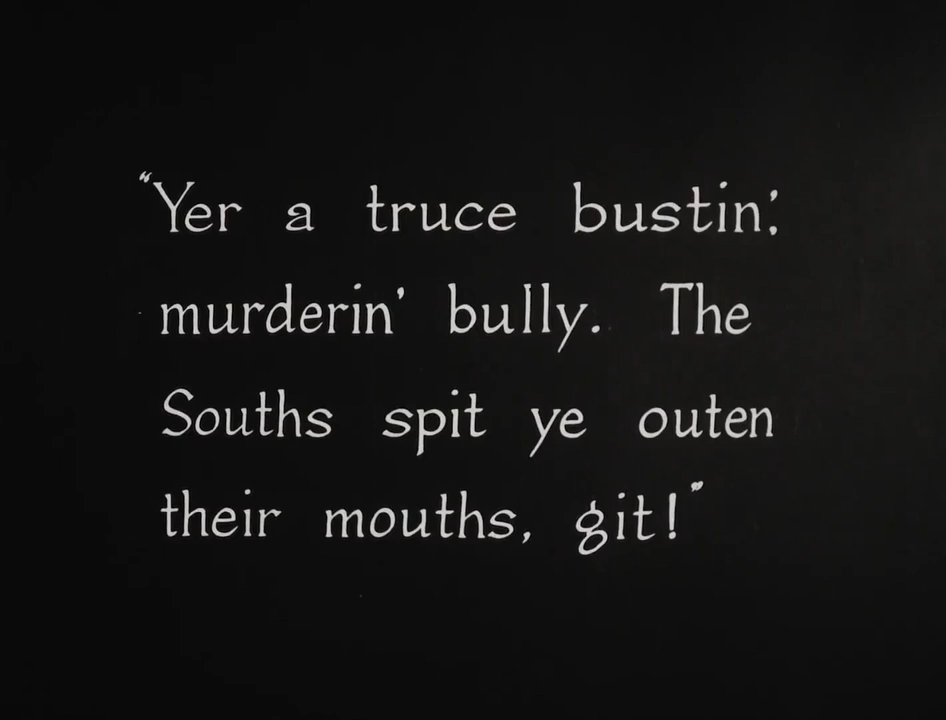 "Yer a truce bustin',
murderin' bully. The
Souths spit ye outen
their mouths, git!"